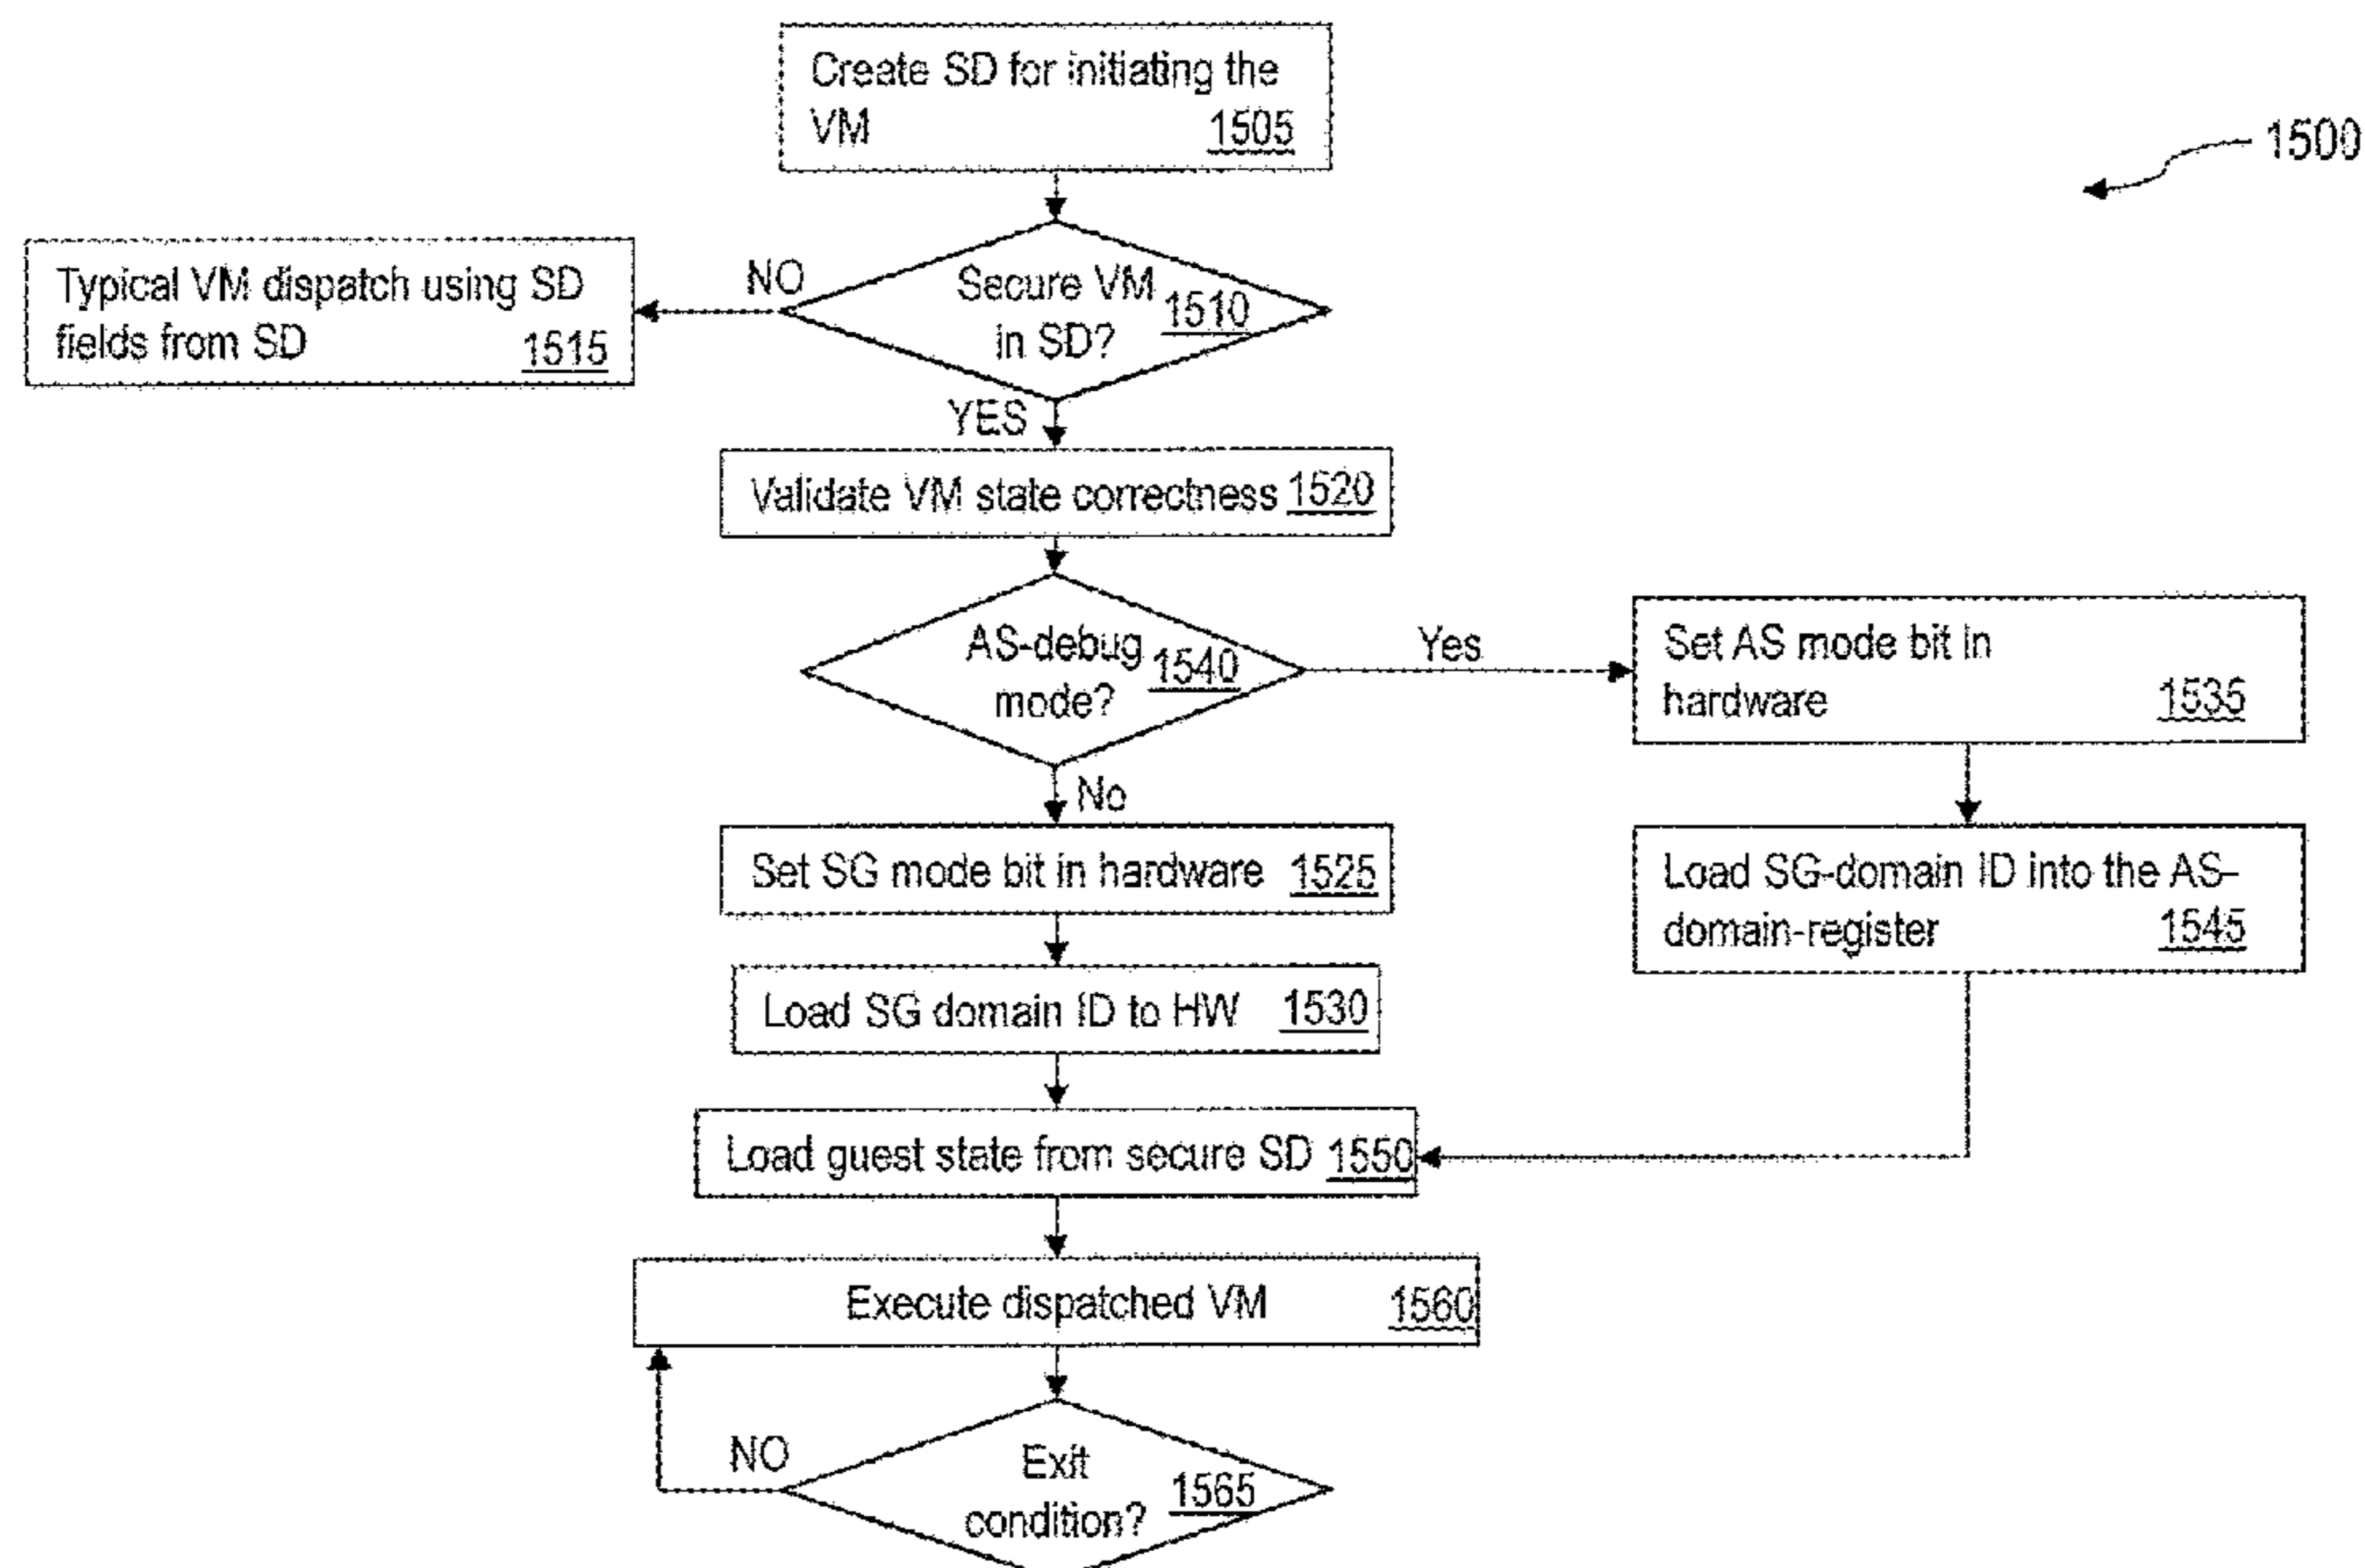 Create SD for initiating the
VM 1505
1500
Typical VM dispatch using SD
fields from SD 1515
NO
Secure VM
in SD? 1510
YES
Validate VM state correctness 1520
AS-debug
mode? 1540
Yes
Set AS mode bit in
hardware 1535
No
Set SG mode bit in hardware 1525
Load SG-domain ID into the AS-
domain-register 1545
Load SG domain ID to HW 1530
Load guest state from secure SD 1550
Execute dispatched VM 1560
NO
Exit
condition? 1565